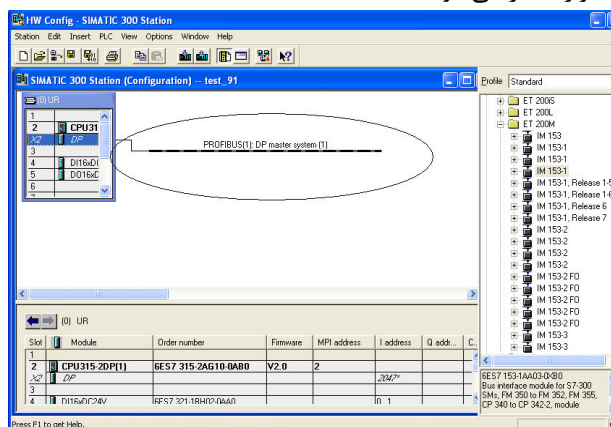 HW Config - SIMATIC 300 Station
Station Edit Insert PLC View Options Window Help
SIMATIC 300 Station (Configuration) -- test_91
(0) UR
1
2 CPU31
X2 DP
3
4 DI16xD
5 DO16x
6
PROFIBUS(1): DP master system (1)
Profile Standard
ET 200iS
ET 200L
ET 200M
IM 153
IM 153-1
IM 153-1
IM 153-1
IM 153-1, Release 1-5
IM 153-1, Release 1-6
IM 153-1, Release 6
IM 153-1, Release 7
IM 153-2
IM 153-2
IM 153-2
IM 153-2 FO
IM 153-2 FO
IM 153-2 FO
IM 153-2 FO
IM 153-2 FO
IM 153-3
IM 153-3
(0) UR
Slot Module Order number Firmware MPI address I address Q addr... C..
1
2 CPU315-2DP(1) 6ES7 315-2AG10-0AB0 V2.0 2
X2 DP 2047*
3
4 DI16xDC24V 6ES7 321-1BH02-0AA0 0...1
6ES7 153-1AA03-0XB0
Bus interface module for S7-300
SMs, FM 350 to FM 352, FM 355,
CP 340 to CP 342-2, module
Press F1 to get Help.